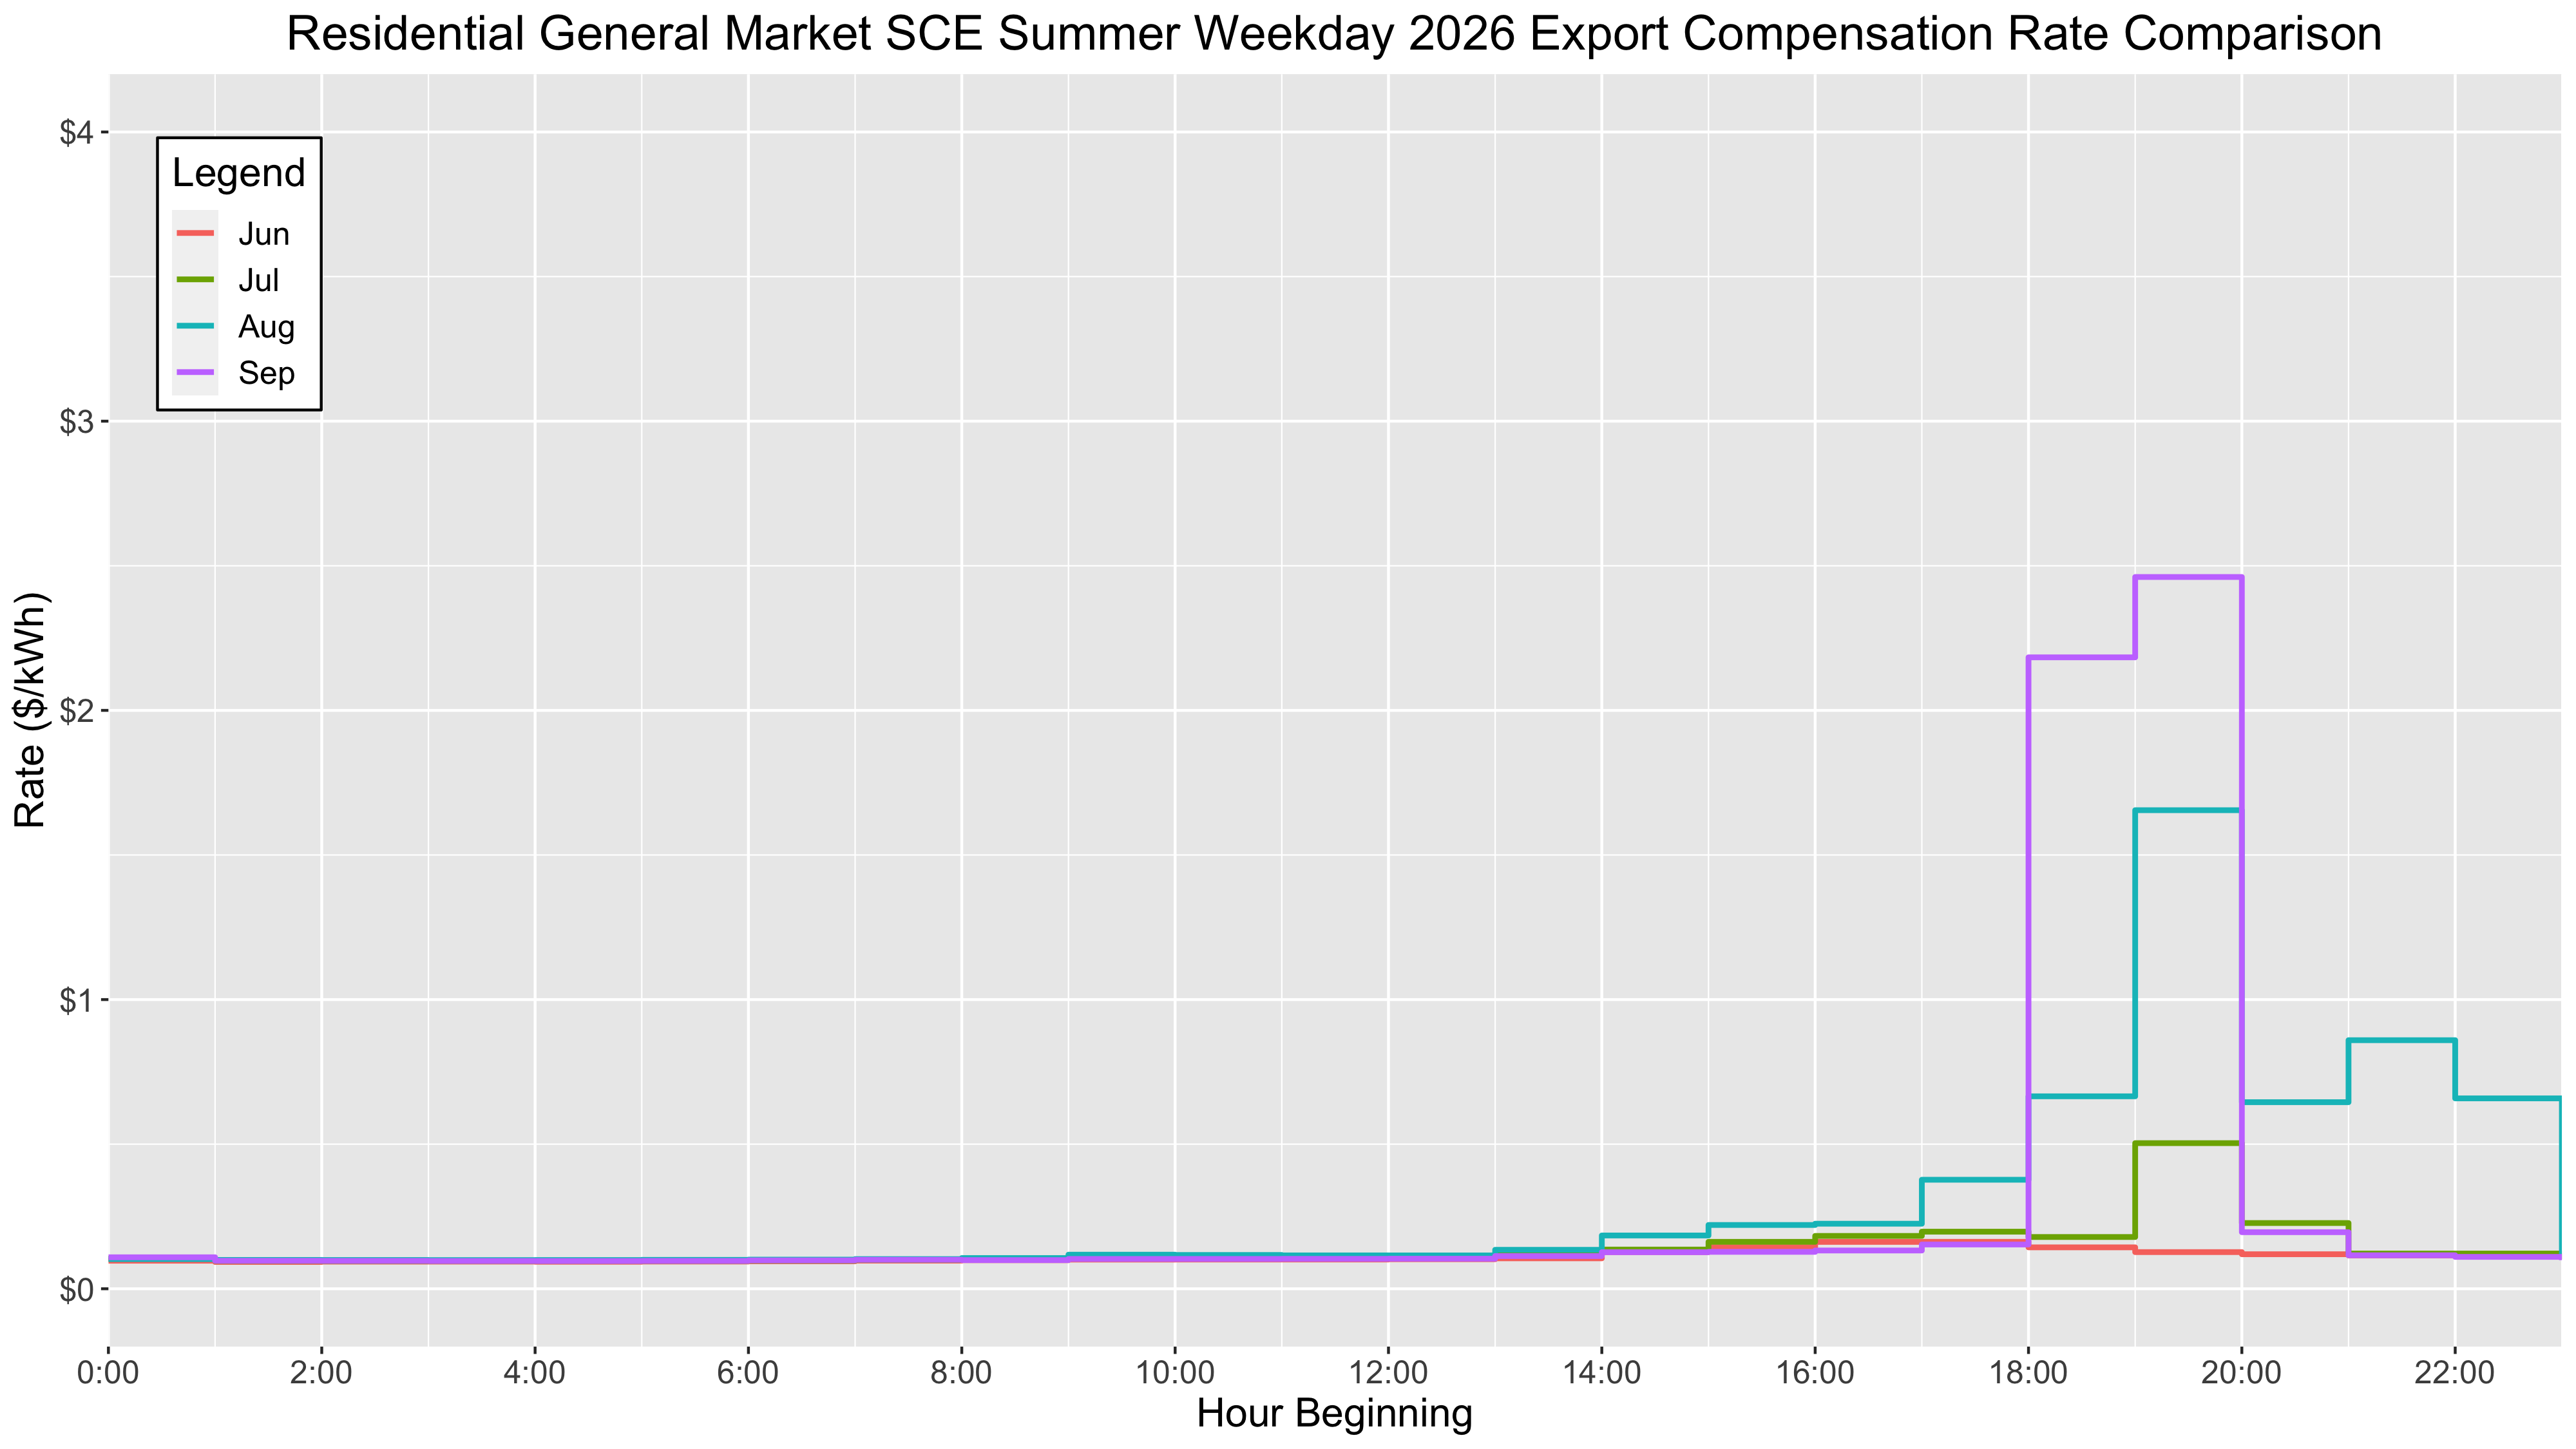 Residential General Market SCE Summer Weekday 2026 Export Compensation Rate Comparison
$4
Legend
Jun
Jul
Aug
Sep
$3
$2
$1
$0
Rate ($/kWh)
0:00 2:00 4:00 6:00 8:00 10:00 12:00 14:00 16:00 18:00 20:00 22:00
Hour Beginning